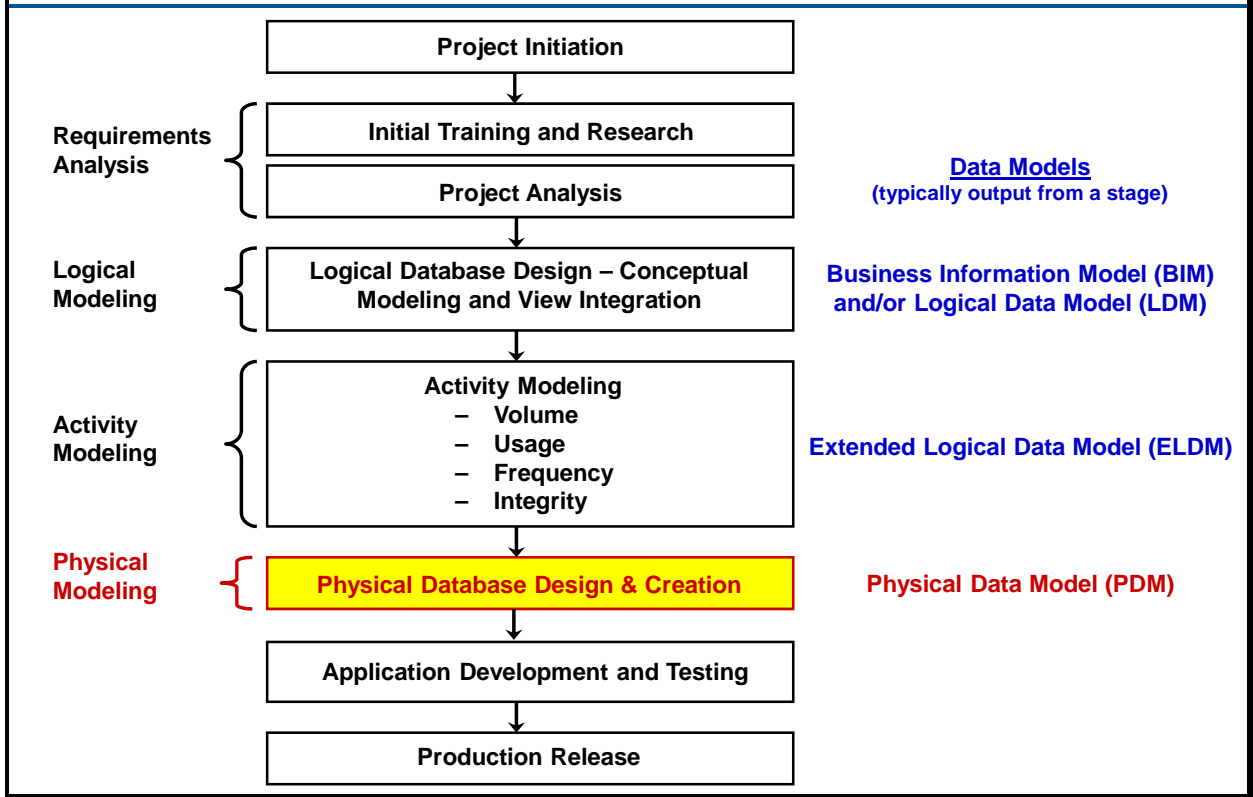 Project Initiation
Requirements
Analysis
Initial Training and Research
Project Analysis
Data Models
(typically output from a stage)
Logical
Modeling
Logical Database Design – Conceptual
Modeling and View Integration
Business Information Model (BIM)
and/or Logical Data Model (LDM)
Activity
Modeling
Activity Modeling
– Volume
– Usage
– Frequency
– Integrity
Extended Logical Data Model (ELDM)
Physical
Modeling
Physical Database Design & Creation
Physical Data Model (PDM)
Application Development and Testing
Production Release